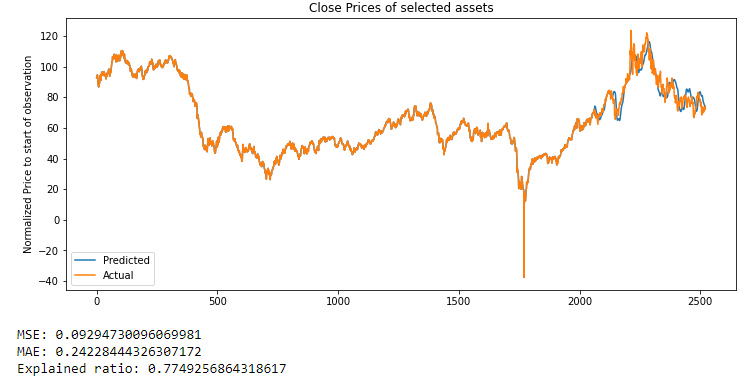 Close Prices of selected assets
Normalized Price to start of observation
120
100
80
60
40
20
0
−20
−40
Predicted
Actual
0
500
1000
1500
2000
2500
MSE: 0.09294730096069981
MAE: 0.24228444326307172
Explained ratio: 0.7749256864318617